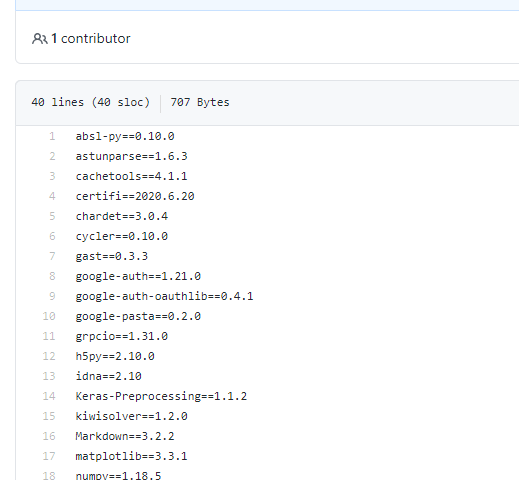 1 contributor
40 lines (40 sloc) 707 Bytes
1 absl-py==0.10.0
2 astunparse==1.6.3
3 cachetools==4.1.1
4 certifi==2020.6.20
5 chardet==3.0.4
6 cycler==0.10.0
7 gast==0.3.3
8 google-auth==1.21.0
9 google-auth-oauthlib==0.4.1
10 google-pasta==0.2.0
11 grpcio==1.31.0
12 h5py==2.10.0
13 idna==2.10
14 Keras-Preprocessing==1.1.2
15 kiwisolver==1.2.0
16 Markdown==3.2.2
17 matplotlib==3.3.1
18 numpy==1.18.5